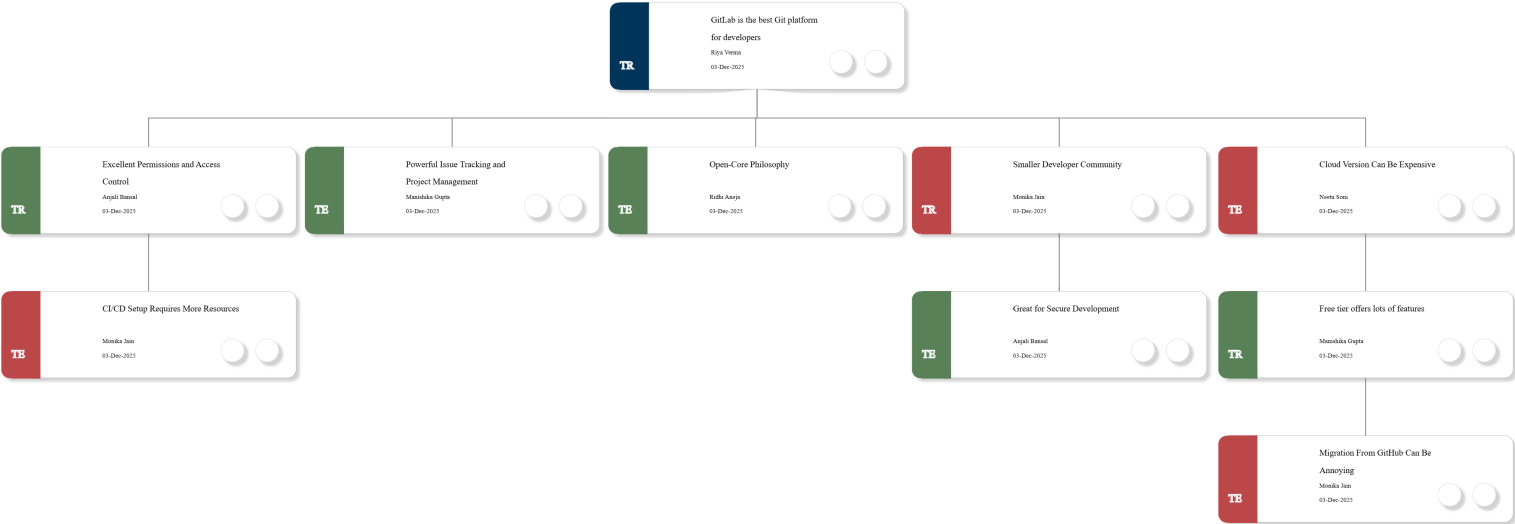 GitLab is the best Git platform
for developers
Riya Verma
03-Dec-2025
TR
Excellent Permissions and Access
Control
Anjali Bansal
03-Dec-2025
TR
Powerful Issue Tracking and
Project Management
Manishika Gupta
03-Dec-2025
TE
Open-Core Philosophy
Ridhi Aneja
03-Dec-2025
TE
Smaller Developer Community
Monika Jain
03-Dec-2025
TR
Cloud Version Can Be Expensive
Neetu Soni
03-Dec-2025
TE
CI/CD Setup Requires More Resources
Monika Jain
03-Dec-2025
TE
Great for Secure Development
Anjali Bansal
03-Dec-2025
TE
Free tier offers lots of features
Manishika Gupta
03-Dec-2025
TR
Migration From GitHub Can Be
Annoying
Monika Jain
03-Dec-2025
TE